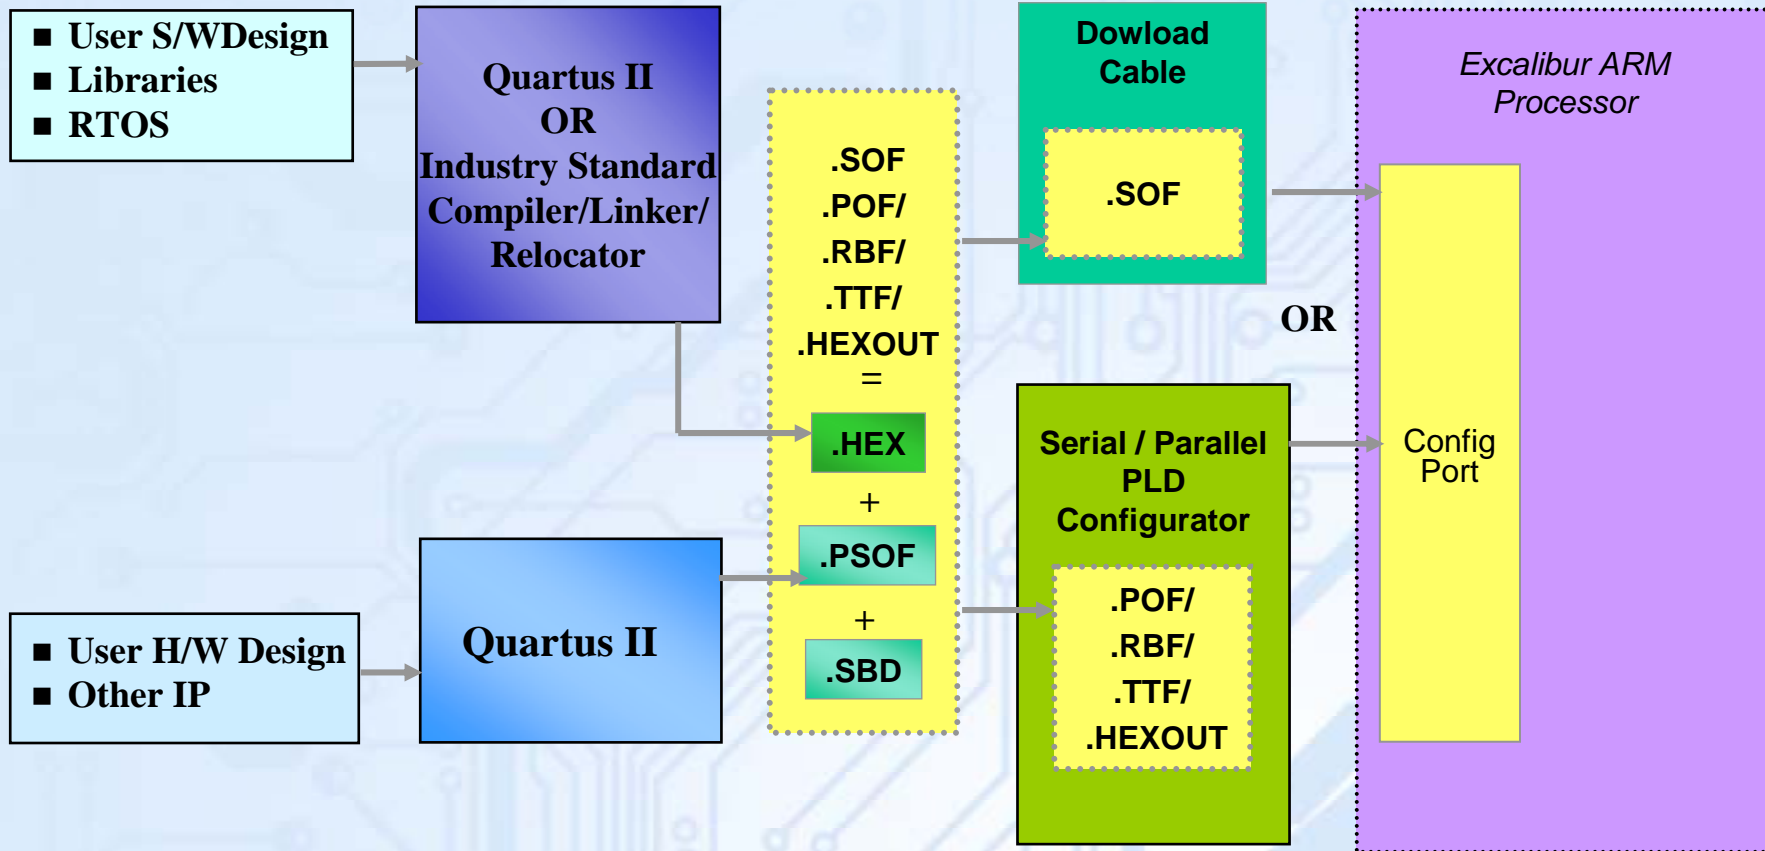 ■ User S/WDesign
■ Libraries
■ RTOS
Quartus II
OR
Industry Standard
Compiler/Linker/
Relocator
■ User H/W Design
■ Other IP
Quartus II
.SOF
.POF/
.RBF/
.TTF/
.HEXOUT
=
.HEX
+
.PSOF
+
.SBD
Dowload
Cable
.SOF
OR
Serial / Parallel
PLD
Configurator
.POF/
.RBF/
.TTF/
.HEXOUT
Excalibur ARM
Processor
Config
Port